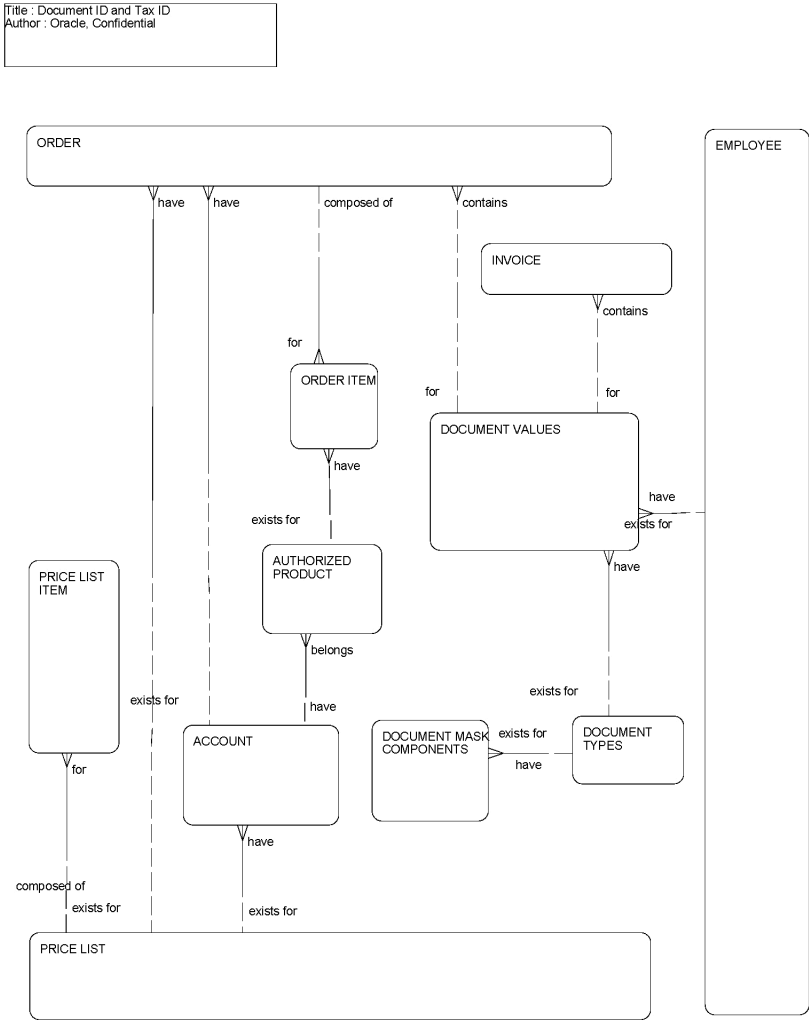 Title : Document ID and Tax ID
Author : Oracle, Confidential
ORDER
EMPLOYEE
have
have
composed of
contains
INVOICE
contains
for
ORDER ITEM
for
for
DOCUMENT VALUES
have
have
exists for
exists for
AUTHORIZED
PRODUCT
have
PRICE LIST
ITEM
belongs
exists for
exists for
have
ACCOUNT
DOCUMENT MASK
COMPONENTS
exists for
have
DOCUMENT
TYPES
for
have
composed of
exists for
exists for
PRICE LIST